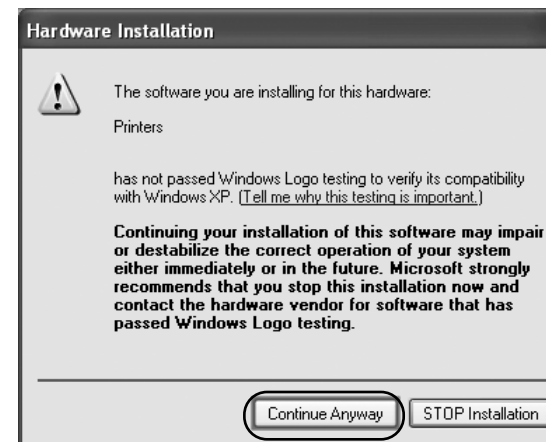 Hardware Installation
The software you are installing for this hardware:
Printers
has not passed Windows Logo testing to verify its compatibility
with Windows XP. (Tell me why this testing is important.)
Continuing your installation of this software may impair
or destabilize the correct operation of your system
either immediately or in the future. Microsoft strongly
recommends that you stop this installation now and
contact the hardware vendor for software that has
passed Windows Logo testing.
Continue Anyway STOP Installation